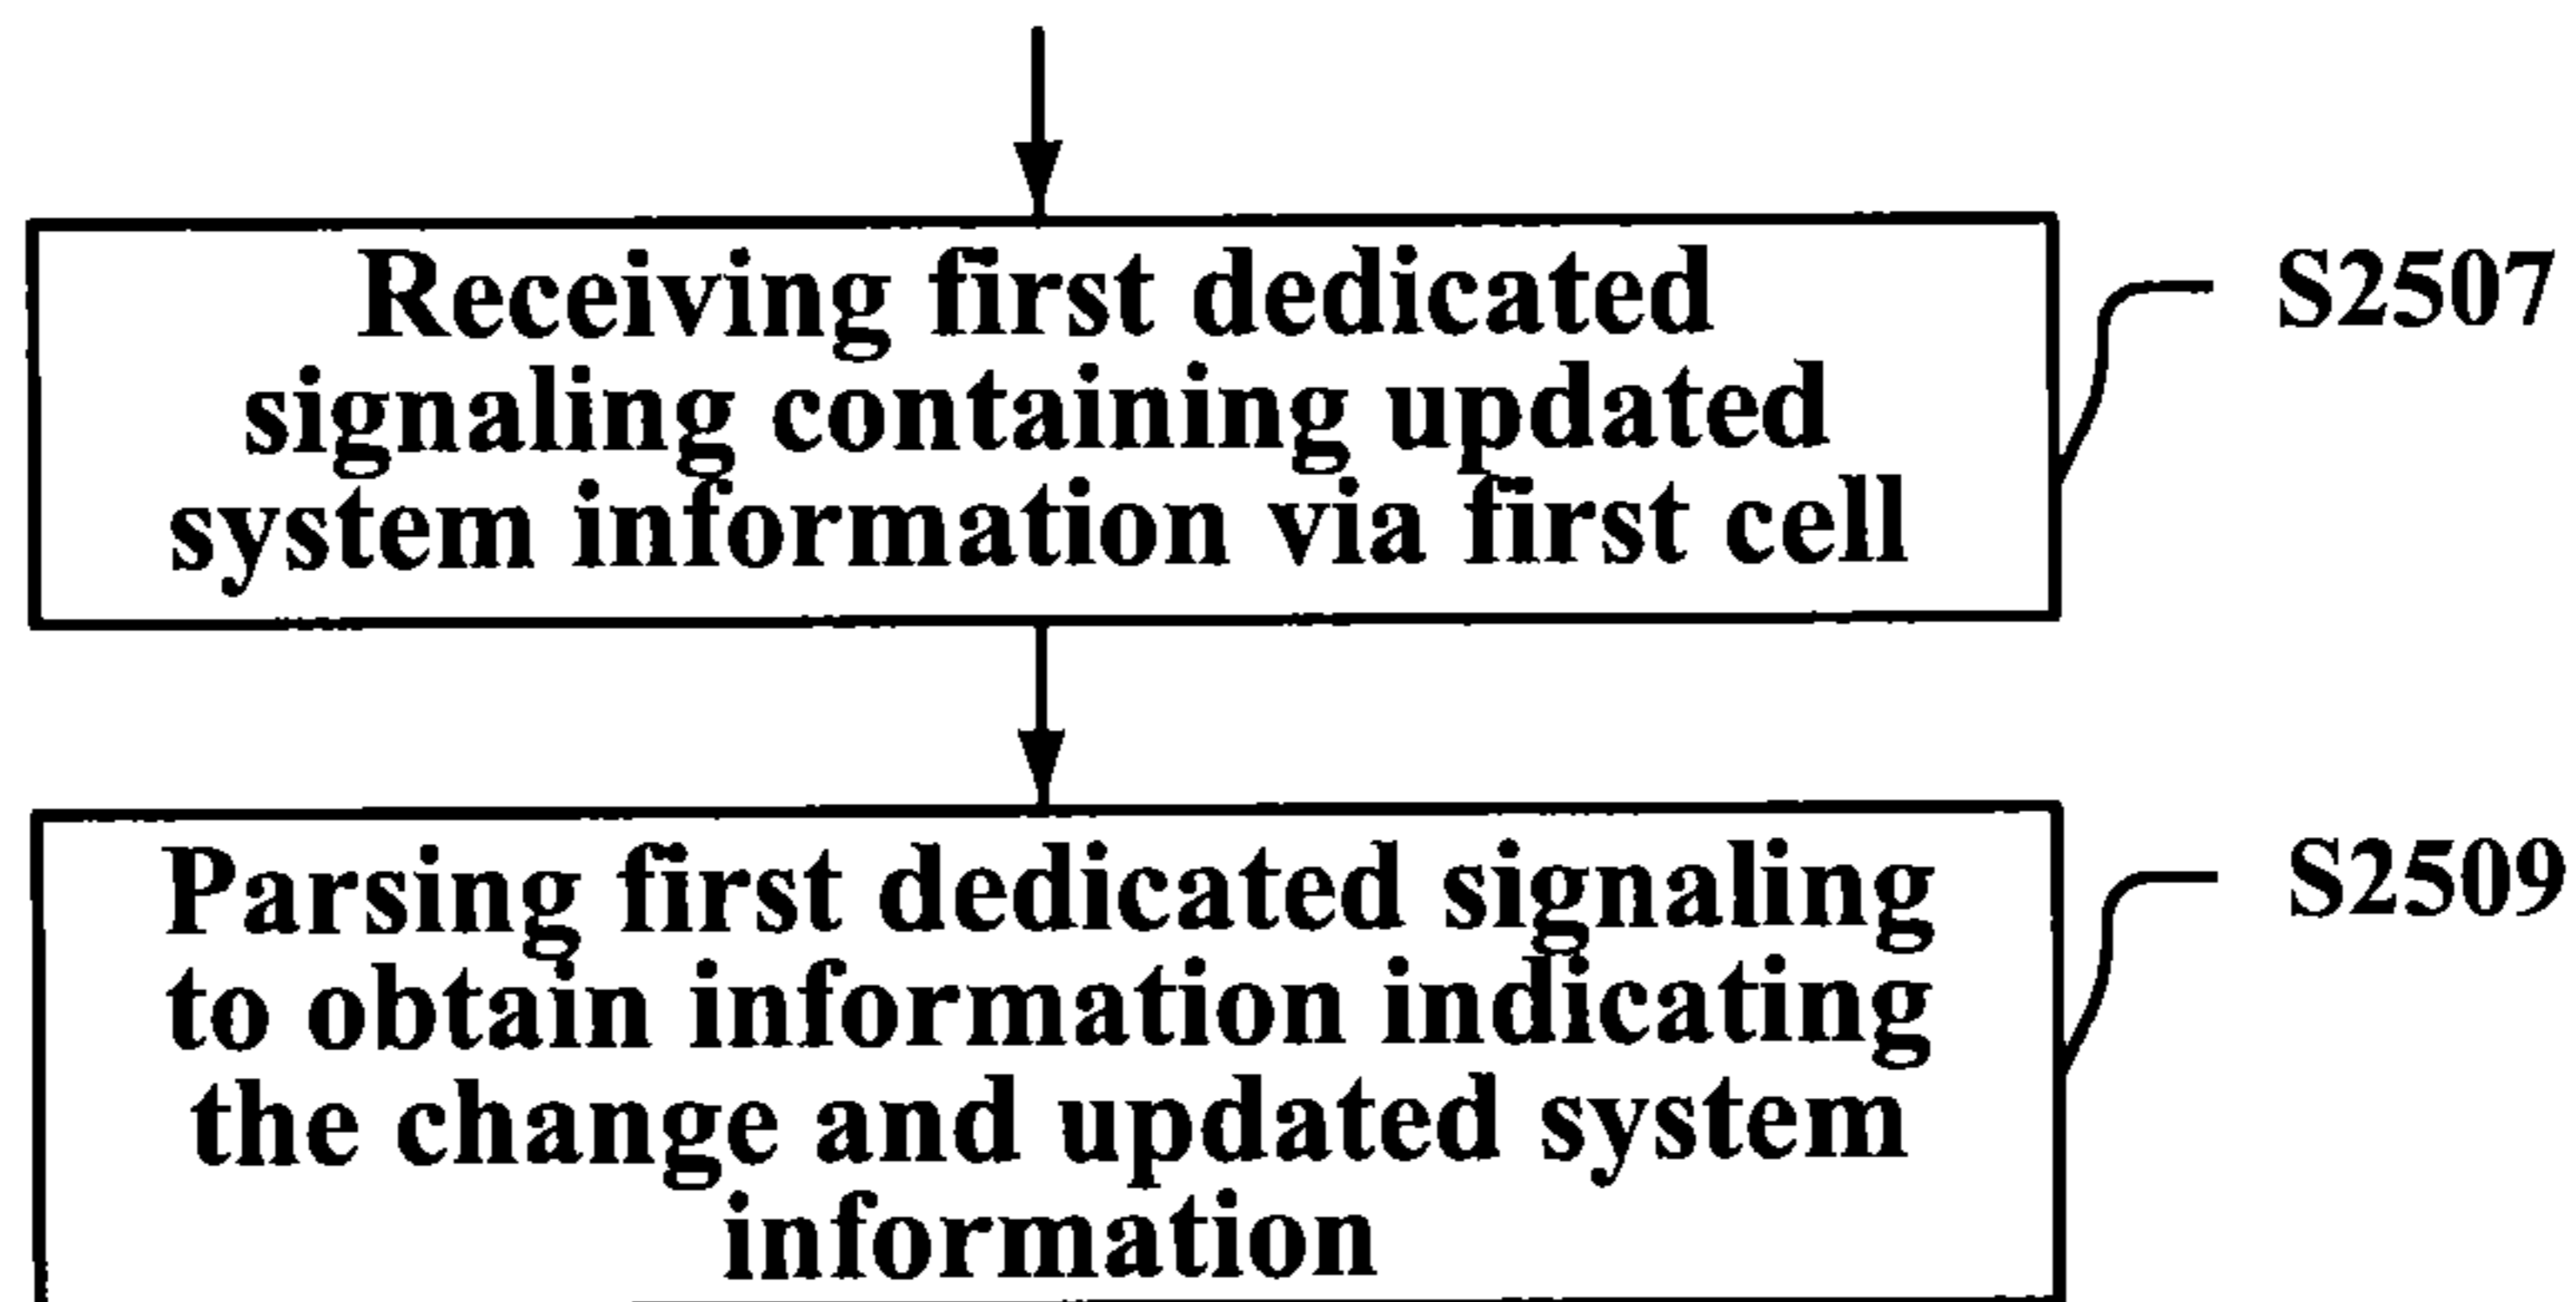 Receiving first dedicated
signaling containing updated
system information via first cell
S2507
Parsing first dedicated signaling
to obtain information indicating
the change and updated system
information
S2509